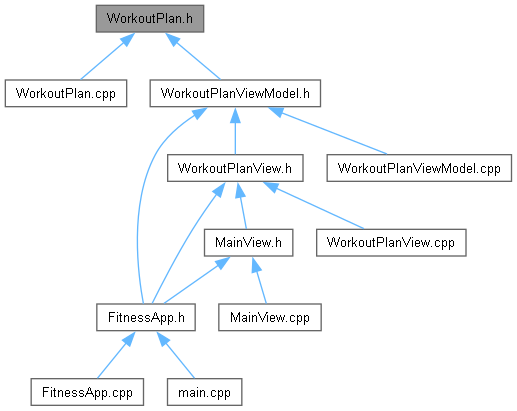 WorkoutPlan.h
WorkoutPlan.cpp
WorkoutPlanViewModel.h
WorkoutPlanView.h
WorkoutPlanViewModel.cpp
MainView.h
WorkoutPlanView.cpp
FitnessApp.h
MainView.cpp
FitnessApp.cpp
main.cpp